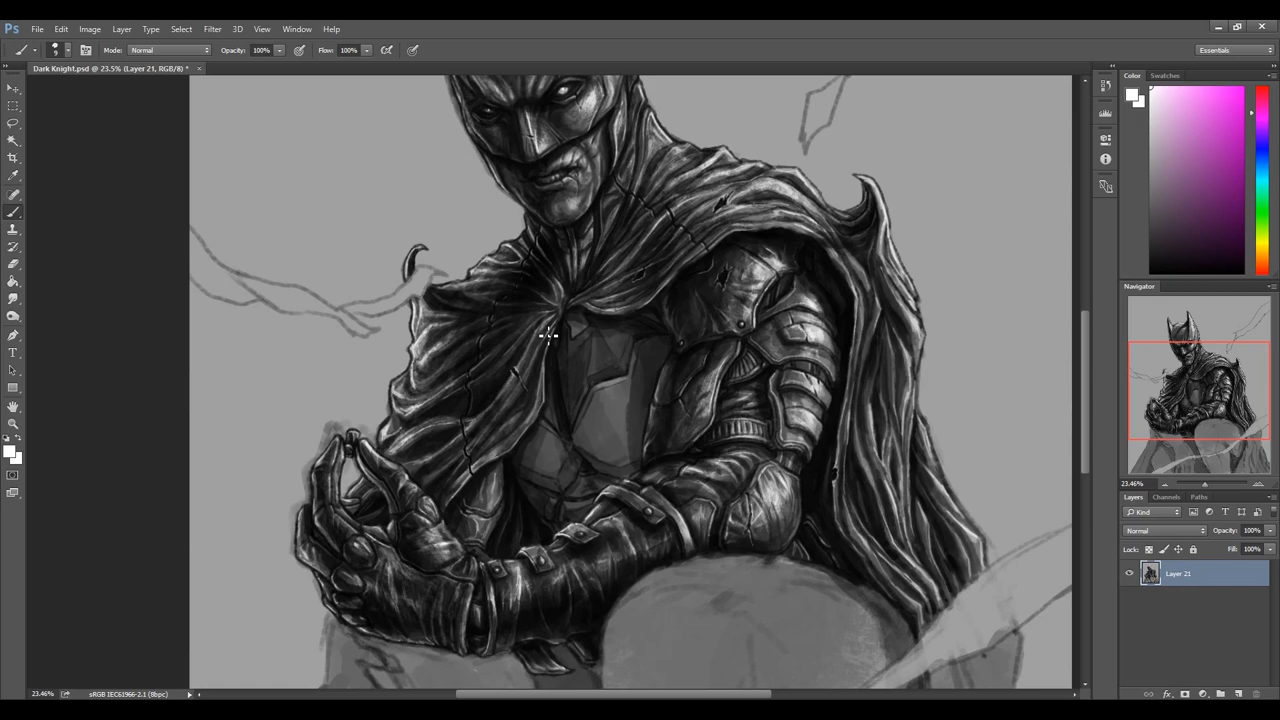 Ps File Edit Image Layer Type Select Filter 3D View Window Help
9 Mode: Normal Opacity: 100% Flow: 100% Essentials
Dark Knight.psd @ 23.5% (Layer 21, RGB/8) * ×
Color Swatches
Navigator
23.46%
Layers Channels Paths
Kind
Normal Opacity: 100%
Lock: Fill: 100%
Layer 21
fx
23.46% sRGB IEC61966-2.1 (8bpc)